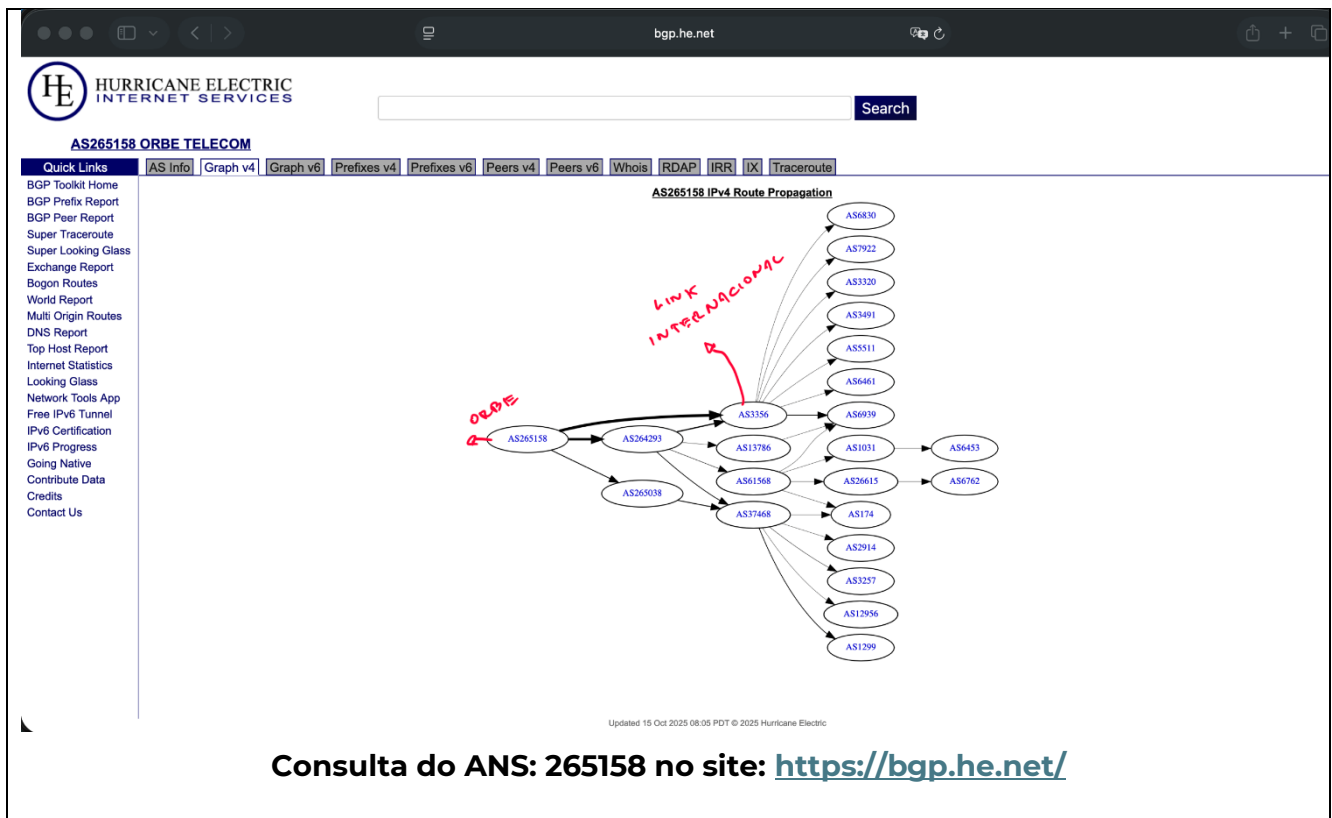 bgp.he.net
HE
HURRICANE ELECTRIC
INTERNET SERVICES
Search
AS265158 ORBE TELECOM
Quick Links
AS Info
Graph v4
Graph v6
Prefixes v4
Prefixes v6
Peers v4
Peers v6
Whois
RDAP
IRR
IX
Traceroute
BGP Toolkit Home
BGP Prefix Report
BGP Peer Report
Super Traceroute
Super Looking Glass
Exchange Report
Bogon Routes
World Report
Multi Origin Routes
DNS Report
Top Host Report
Internet Statistics
Looking Glass
Network Tools App
Free IPv6 Tunnel
IPv6 Certification
IPv6 Progress
Going Native
Contribute Data
Credits
Contact Us
AS265158 IPv4 Route Propagation
LINK
INTERNACIONAL
ORBE
AS265158
AS264293
AS265038
AS3356
AS13786
AS61568
AS37468
AS6830
AS7922
AS3320
AS3491
AS5511
AS6461
AS6939
AS1031
AS26615
AS174
AS2914
AS3257
AS12956
AS1299
AS6453
AS6762
Updated 15 Oct 2025 08:05 PDT © 2025 Hurricane Electric
Consulta do ANS: 265158 no site: https://bgp.he.net/